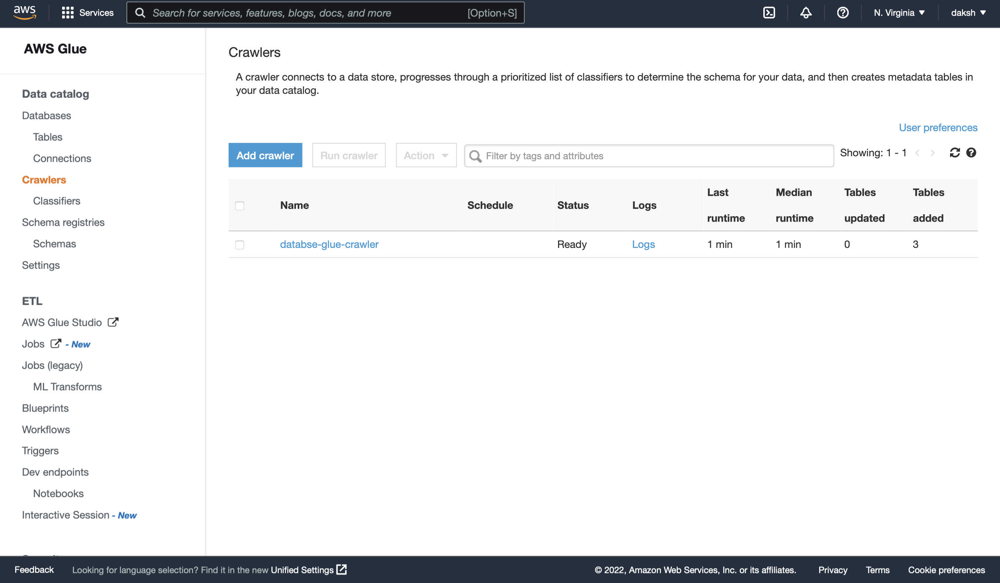 aws
Services
Search for services, features, blogs, docs, and more
[Option+S]
N. Virginia ▼
daksh ▼
AWS Glue
Data catalog
Databases
Tables
Connections
Crawlers
Classifiers
Schema registries
Schemas
Settings
ETL
AWS Glue Studio
Jobs - New
Jobs (legacy)
ML Transforms
Blueprints
Workflows
Triggers
Dev endpoints
Notebooks
Interactive Session - New
Crawlers
A crawler connects to a data store, progresses through a prioritized list of classifiers to determine the schema for your data, and then creates metadata tables in
your data catalog.
User preferences
Add crawler
Run crawler
Action
Filter by tags and attributes
Showing: 1 - 1
Name Schedule Status Logs Last runtime Median runtime Tables updated Tables added
databse-glue-crawler Ready Logs 1 min 1 min 0 3
Feedback
Looking for language selection? Find it in the new Unified Settings
© 2022, Amazon Web Services, Inc. or its affiliates.
Privacy
Terms
Cookie preferences